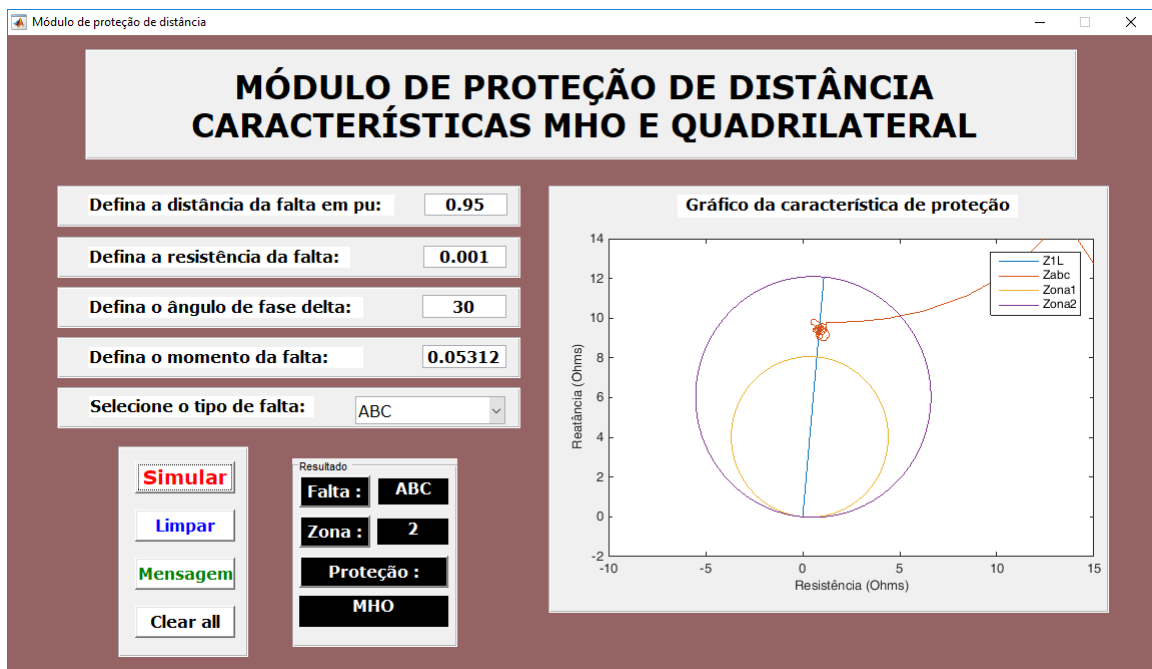 Módulo de proteção de distância
MÓDULO DE PROTEÇÃO DE DISTÂNCIA
CARACTERÍSTICAS MHO E QUADRILATERAL
Defina a distância da falta em pu: 0.95
Defina a resistência da falta: 0.001
Defina o ângulo de fase delta: 30
Defina o momento da falta: 0.05312
Selecione o tipo de falta: ABC
Simular
Limpar
Mensagem
Clear all
Resultado
Falta : ABC
Zona : 2
Proteção :
MHO
Gráfico da característica de proteção
14
12
10
8
6
4
2
0
-2
Reatância (Ohms)
-10 -5 0 5 10 15
Resistência (Ohms)
Z1L
Zabc
Zona1
Zona2